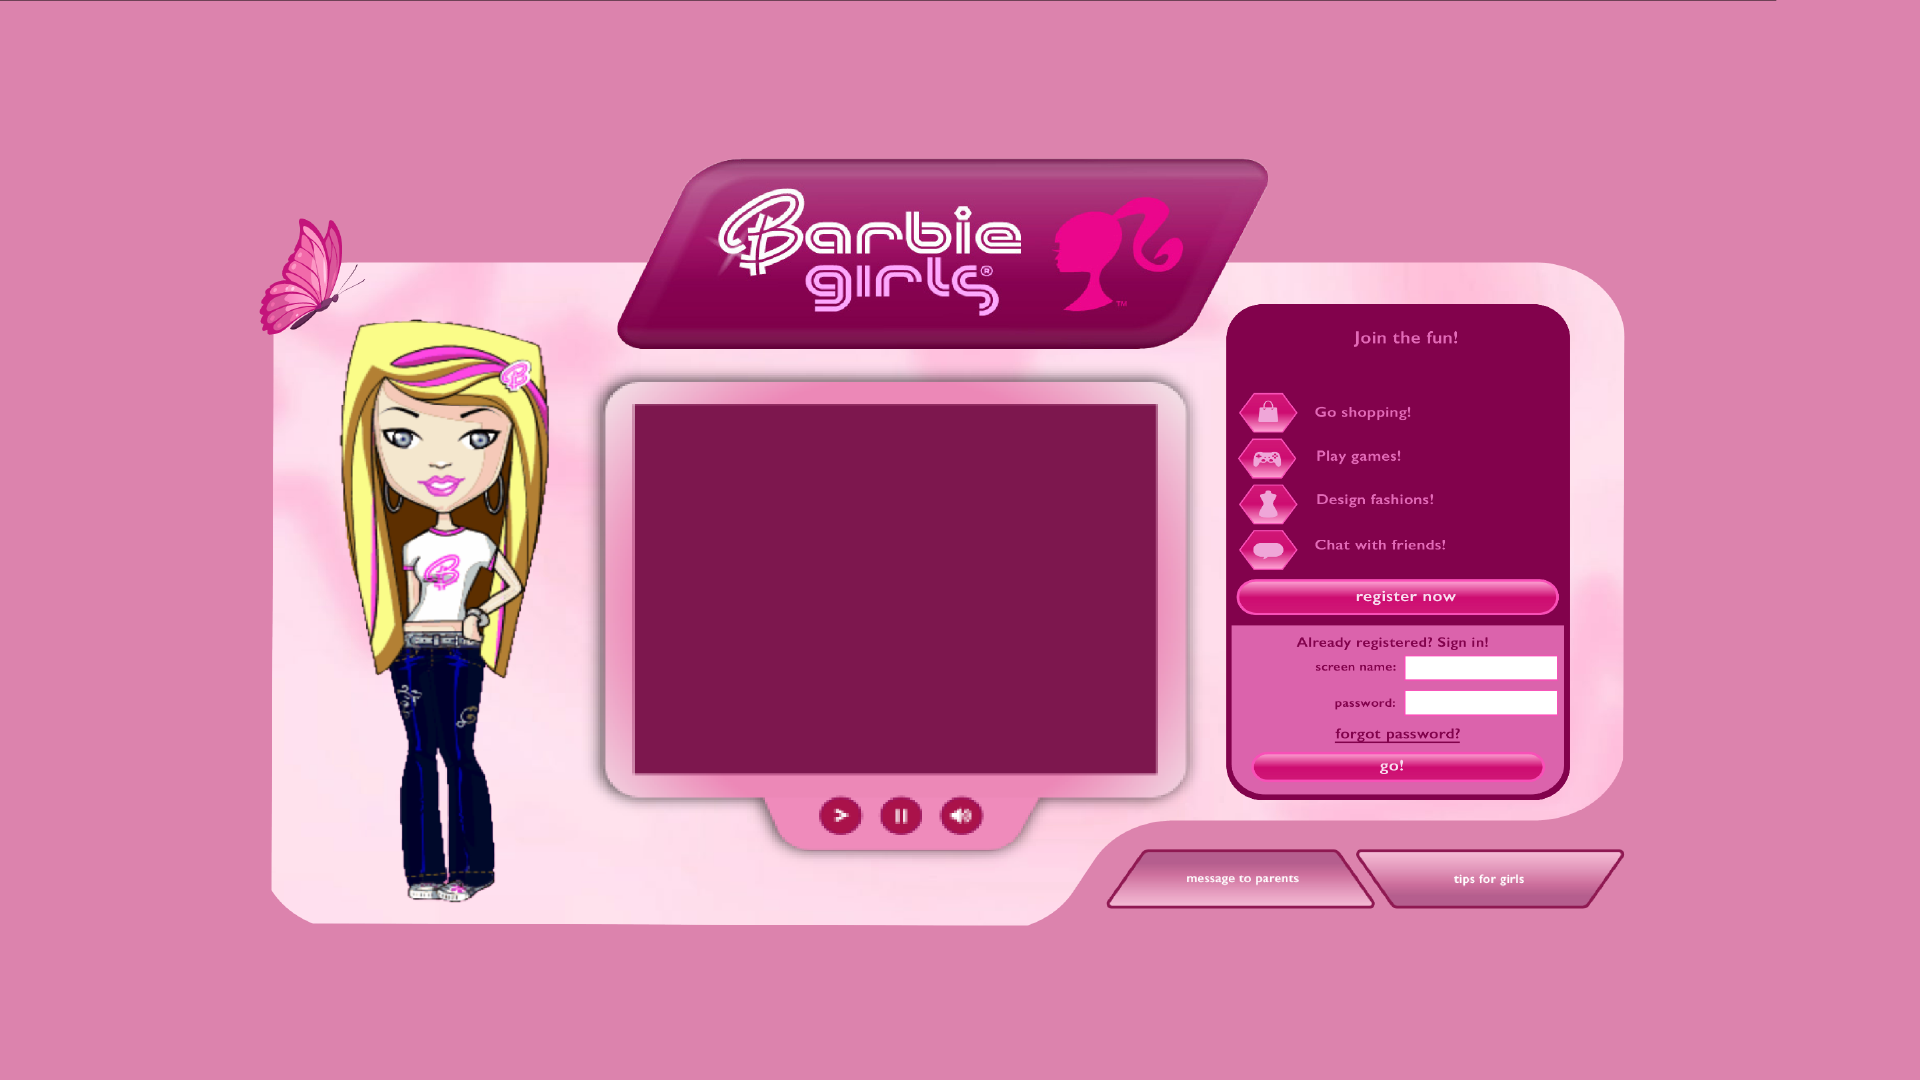 Barbie
girls®
™
Join the fun!
Go shopping!
Play games!
Design fashions!
Chat with friends!
register now
Already registered? Sign in!
screen name:
password:
forgot password?
go!
message to parents
tips for girls
B
B